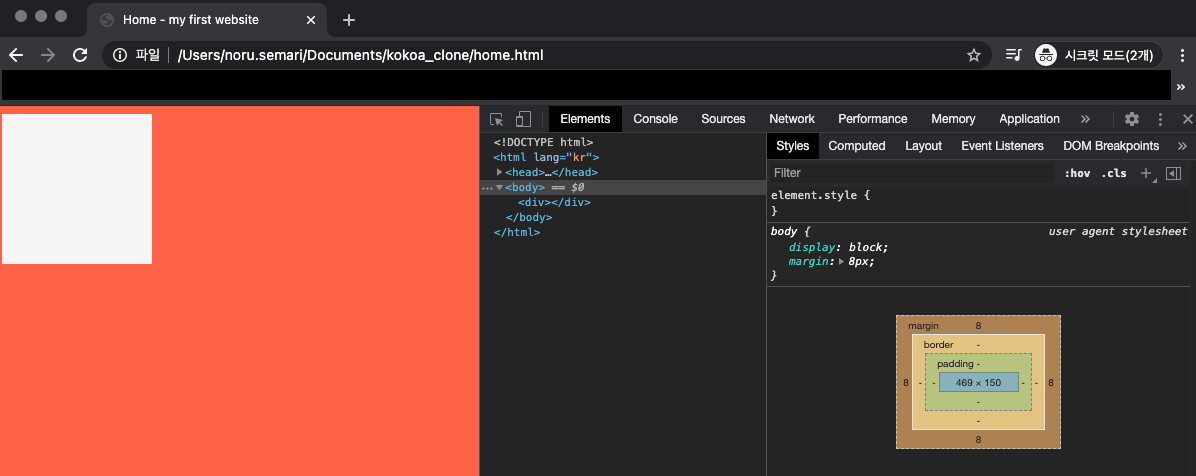 Home - my first website
파일 /Users/noru.semari/Documents/kokoa_clone/home.html
시크릿 모드(2개)
»
Elements Console Sources Network Performance Memory Application »
<!DOCTYPE html>
<html lang="kr">
<head>…</head>
<body> == $0
<div></div>
</body>
</html>
Styles Computed Layout Event Listeners DOM Breakpoints »
Filter :hov .cls
element.style {
}
body { user agent stylesheet
display: block;
margin: 8px;
}
margin 8
border -
padding -
8 - - 469 × 150 - - 8
-
-
8